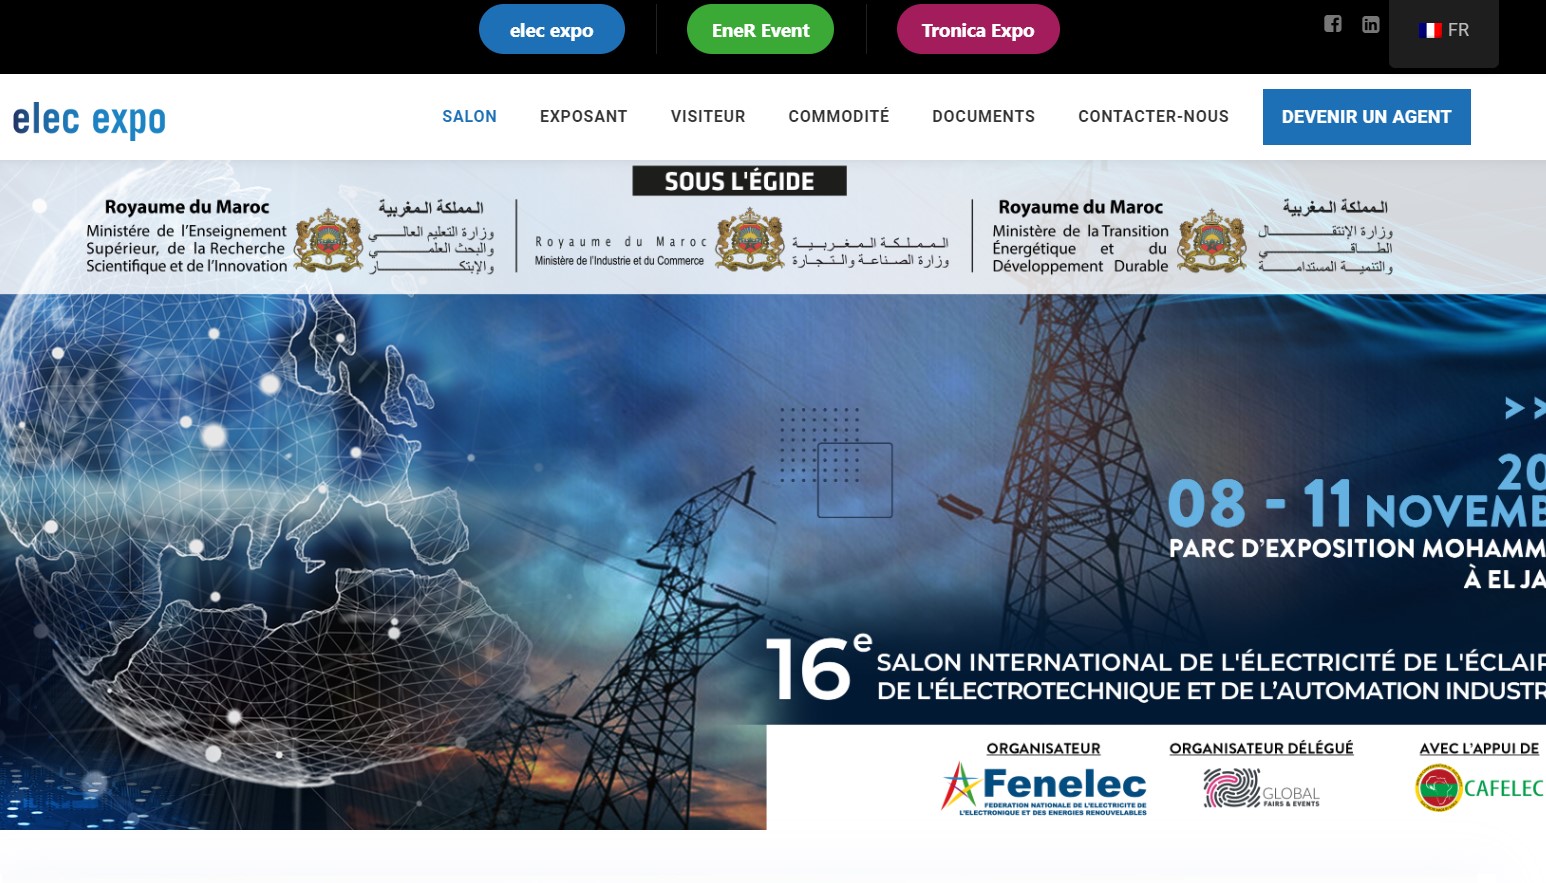 elec expo
EneR Event
Tronica Expo
FR
elec expo
SALON
EXPOSANT
VISITEUR
COMMODITÉ
DOCUMENTS
CONTACTER-NOUS
DEVENIR UN AGENT
SOUS L'ÉGIDE
Royaume du Maroc
Ministére de l'Enseignement
Supérieur, de la Recherche
Scientifique et de l'Innovation
المملكة المغربية
وزارة التعليم العالي
والبحث العلمي
والإبتكار
Royaume du Maroc
Ministère de l'Industrie et du Commerce
المملكة المغربية
وزارة الصناعة والتجارة
Royaume du Maroc
Ministère de la Transition
Énergétique et du
Développement Durable
المملكة المغربية
وزارة الإنتقال
الطاقي
والتنمية المستدامة
> >
20
08 - 11 NOVEMB
PARC D'EXPOSITION MOHAMM
À EL JA
16e
SALON INTERNATIONAL DE L'ÉLECTRICITÉ DE L'ÉCLAIR
DE L'ÉLECTROTECHNIQUE ET DE L'AUTOMATION INDUSTR
ORGANISATEUR
Fenelec
FEDERATION NATIONALE DE L'ELECTRICITE DE
L'ELECTRONIQUE ET DES ENERGIES RENOUVELABLES
ORGANISATEUR DÉLÉGUÉ
GLOBAL
FAIRS & EVENTS
AVEC L'APPUI DE
CAFELEC